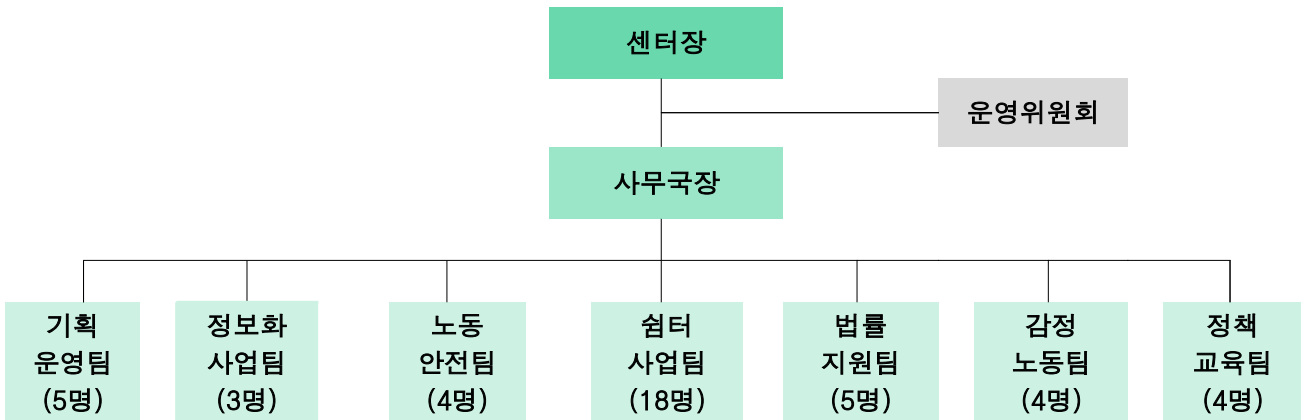 센터장
운영위원회
사무국장
기획
운영팀
(5명)
정보화
사업팀
(3명)
노동
안전팀
(4명)
쉼터
사업팀
(18명)
법률
지원팀
(5명)
감정
노동팀
(4명)
정책
교육팀
(4명)